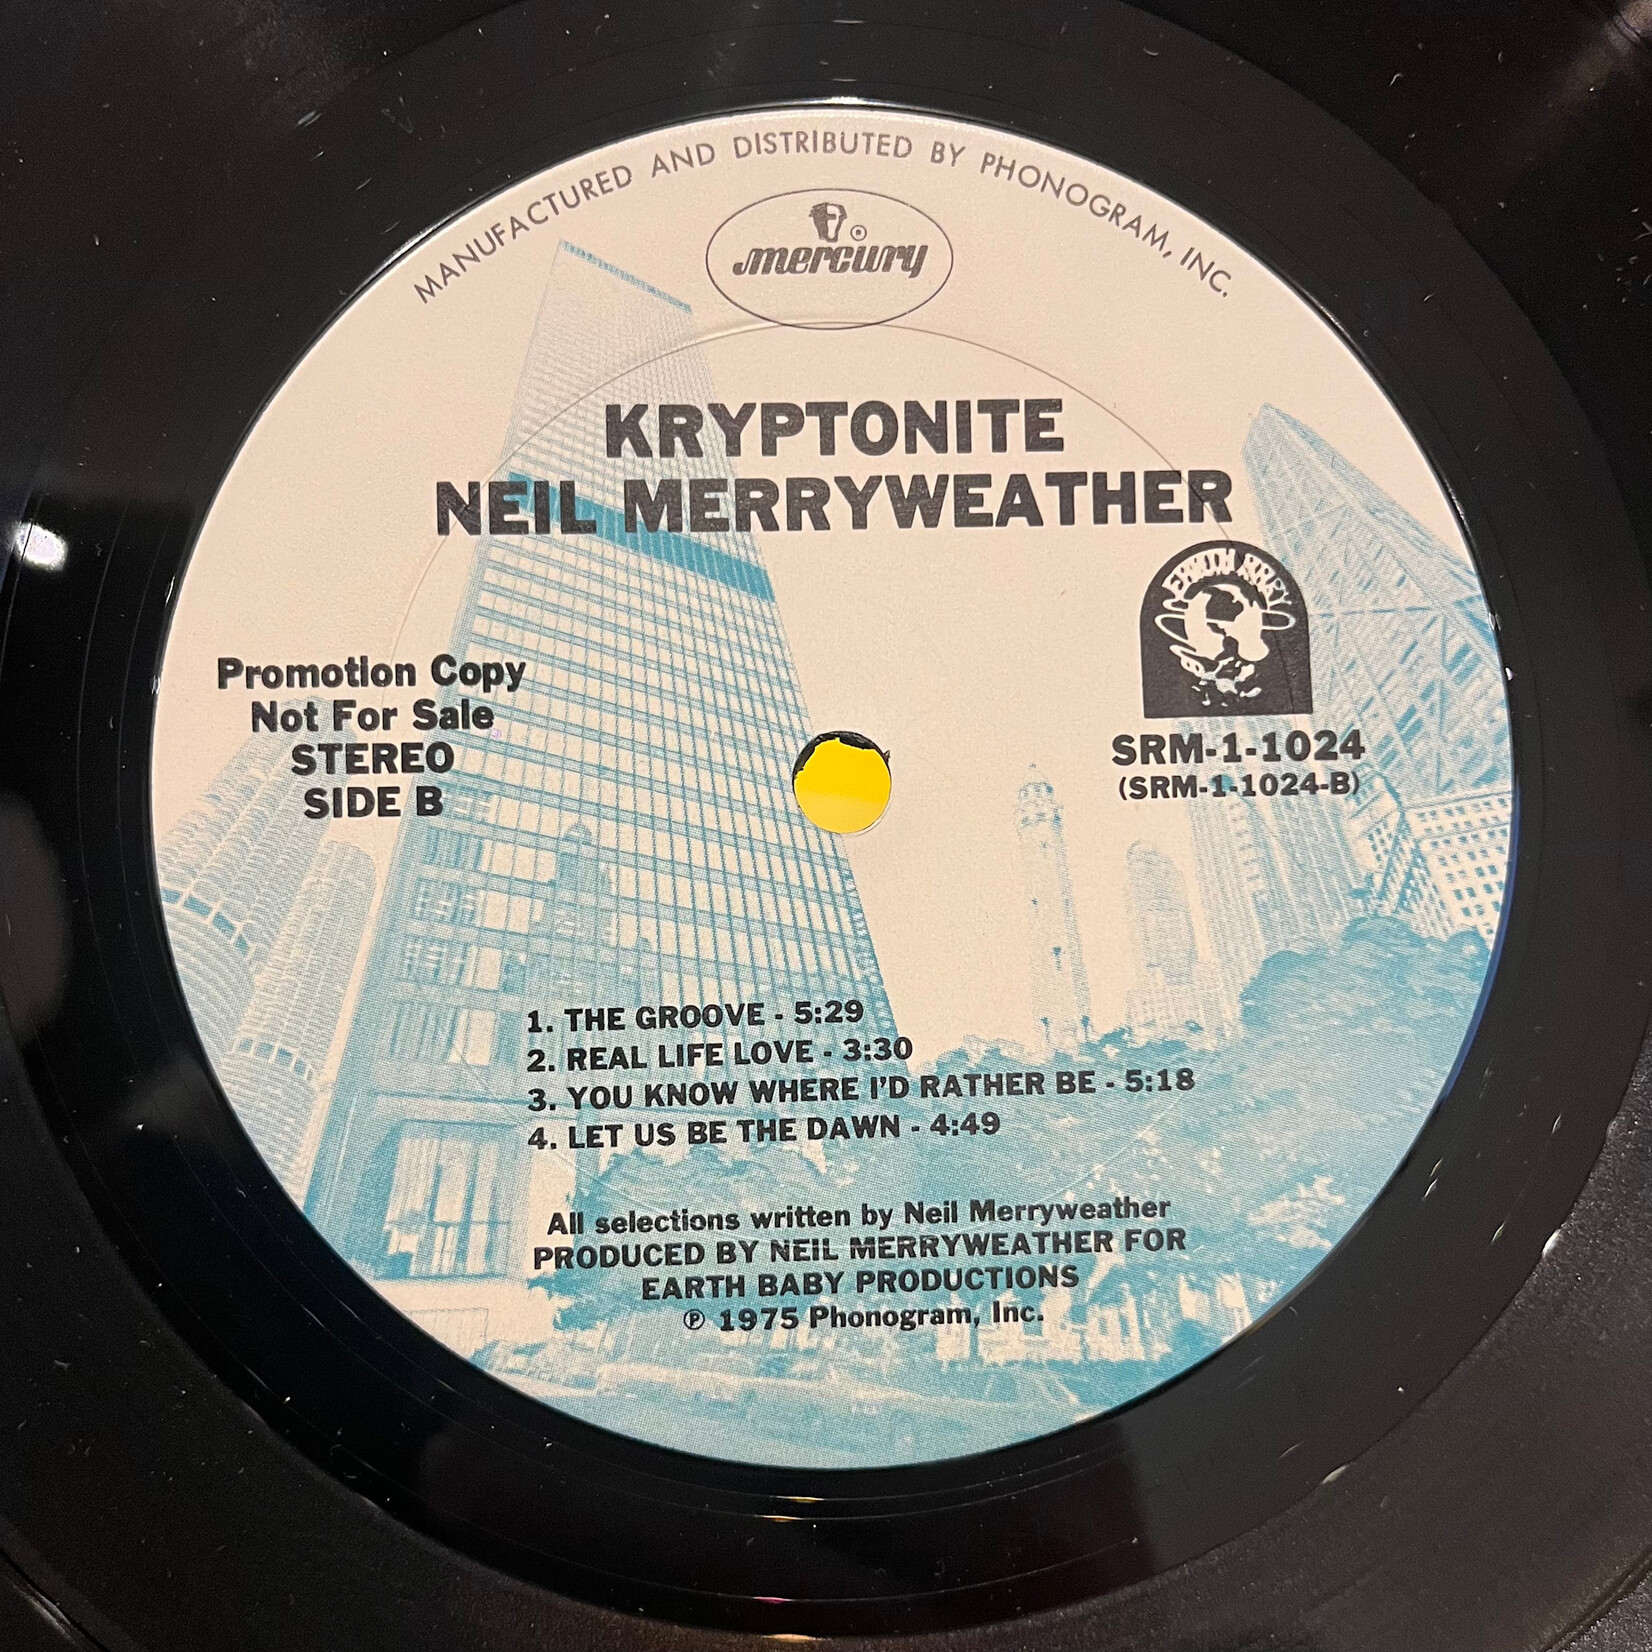 MANUFACTURED AND DISTRIBUTED BY PHONOGRAM, INC.
®
mercury
KRYPTONITE
NEIL MERRYWEATHER
EARTH BABY
Promotion Copy
Not For Sale
STEREO
SIDE B
SRM-1-1024
(SRM-1-1024-B)
1. THE GROOVE - 5:29
2. REAL LIFE LOVE - 3:30
3. YOU KNOW WHERE I'D RATHER BE - 5:18
4. LET US BE THE DAWN - 4:49
All selections written by Neil Merryweather
PRODUCED BY NEIL MERRYWEATHER FOR
EARTH BABY PRODUCTIONS
℗ 1975 Phonogram, Inc.